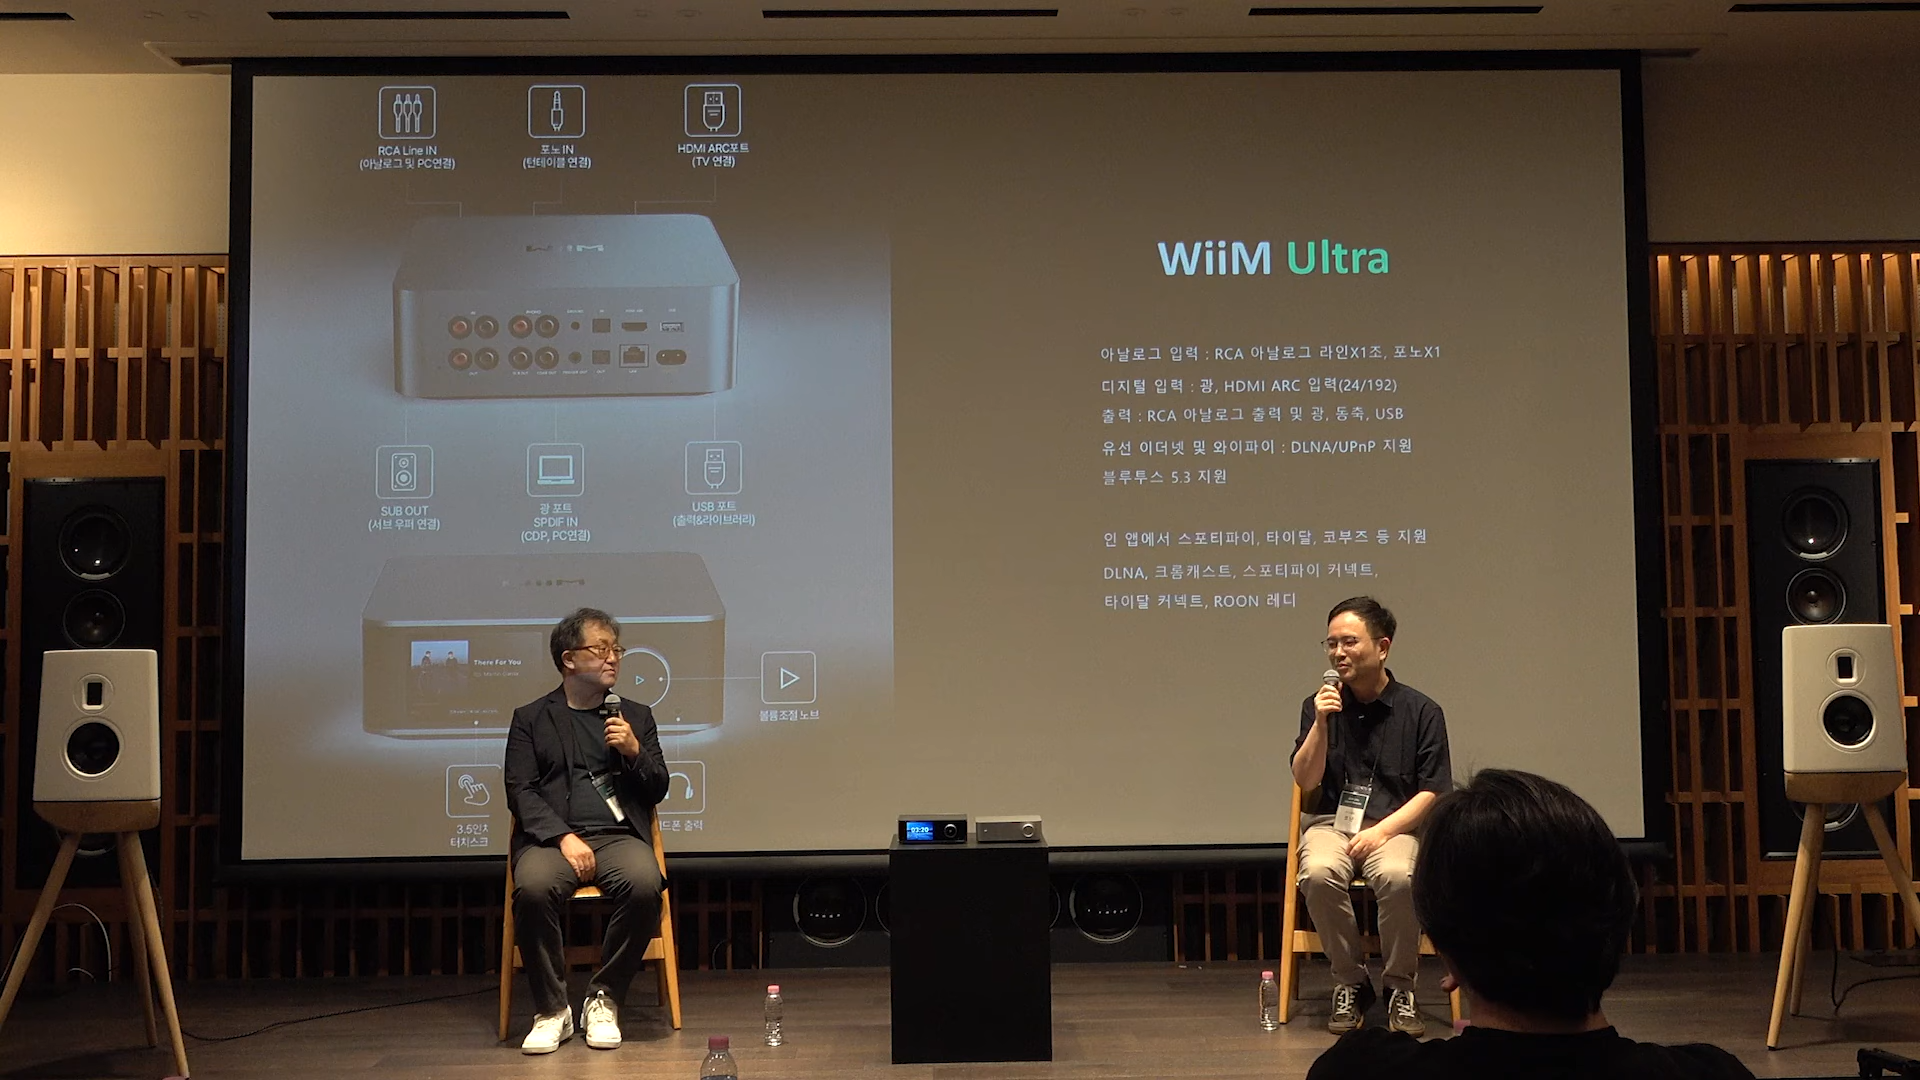 RCA Line IN
(아날로그 및 PC연결)
포노 IN
(턴테이블 연결)
HDMI ARC포트
(TV 연결)
WiiM Ultra
아날로그 입력 : RCA 아날로그 라인X1조, 포노X1
디지털 입력 : 광, HDMI ARC 입력(24/192)
출력 : RCA 아날로그 출력 및 광, 동축, USB
유선 이더넷 및 와이파이 : DLNA/UPnP 지원
블루투스 5.3 지원
SUB OUT
(서브 우퍼 연결)
광 포트
SPDIF IN
(CDP, PC연결)
USB 포트
(출력&라이브러리)
인 앱에서 스포티파이, 타이달, 코부즈 등 지원
DLNA, 크롬캐스트, 스포티파이 커넥트,
타이달 커넥트, ROON 레디
There For You
볼륨조절 노브
3.5인치
터치스크
드폰 출력
03:20